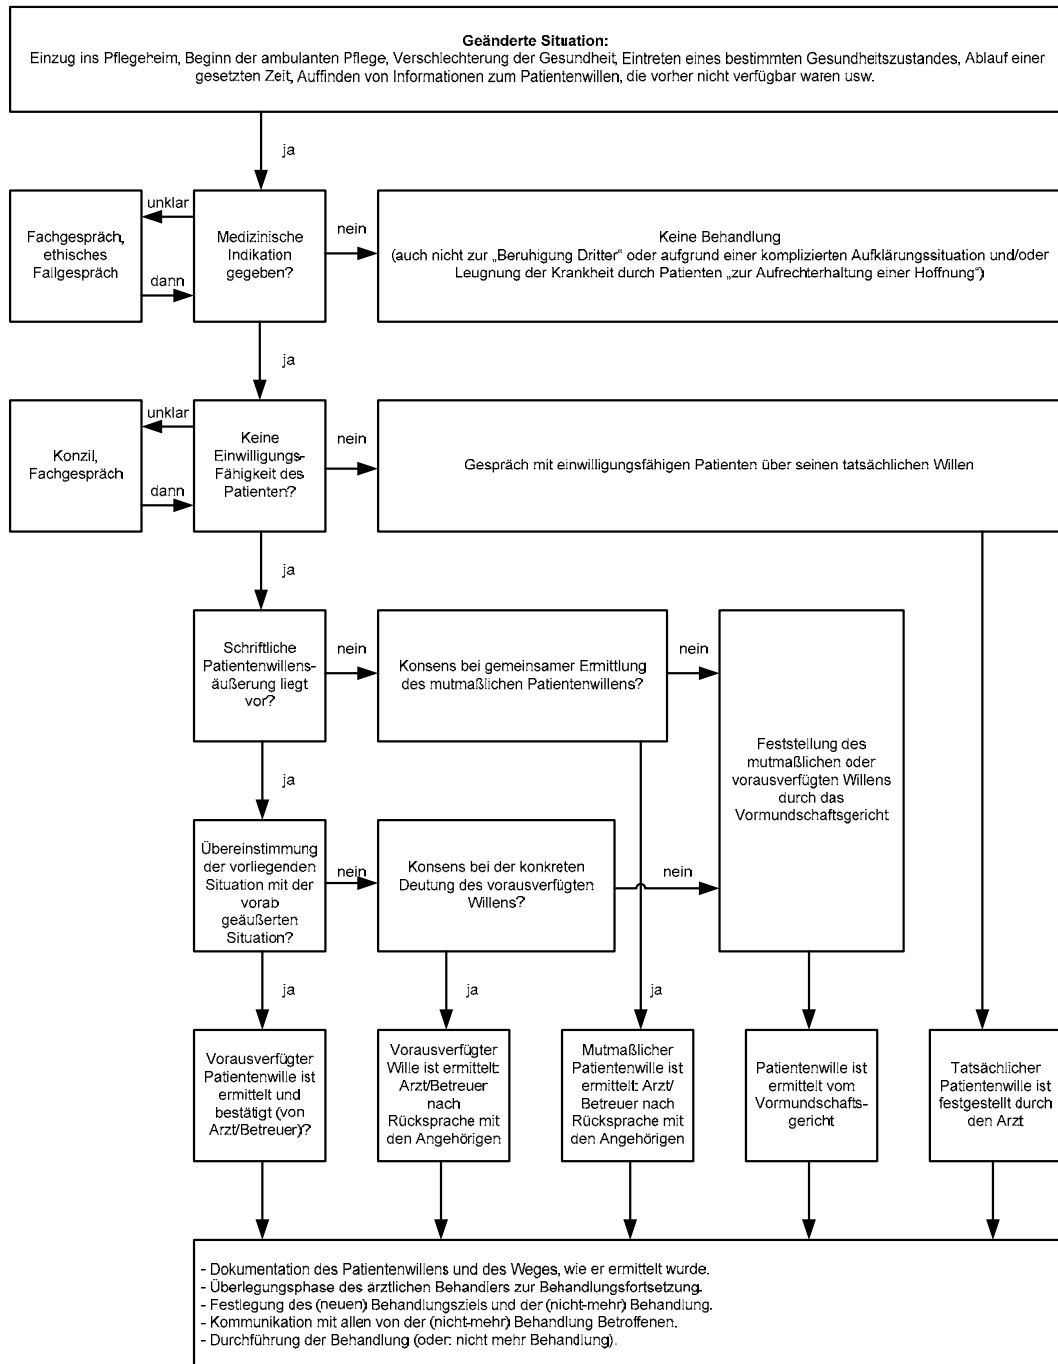 Geänderte Situation:
Einzug ins Pflegeheim, Beginn der ambulanten Pflege, Verschlechterung der Gesundheit, Eintreten eines bestimmten Gesundheitszustandes, Ablauf einer
gesetzten Zeit, Auffinden von Informationen zum Patientenwillen, die vorher nicht verfügbar waren usw.
ja
Fachgespräch,
ethisches
Fallgespräch
unklar
dann
Medizinische
Indikation
gegeben?
nein
Keine Behandlung
(auch nicht zur „Beruhigung Dritter“ oder aufgrund einer komplizierten Aufklärungssituation und/oder
Leugnung der Krankheit durch Patienten „zur Aufrechterhaltung einer Hoffnung“)
ja
Konzil,
Fachgespräch
unklar
dann
Keine
Einwilligungs-
Fähigkeit des
Patienten?
nein
Gespräch mit einwilligungsfähigen Patienten über seinen tatsächlichen Willen
ja
Schriftliche
Patientenwillens-
äußerung liegt
vor?
nein
Konsens bei gemeinsamer Ermittlung
des mutmaßlichen Patientenwillens?
nein
Feststellung des
mutmaßlichen oder
vorausverfügten Willens
durch das
Vormundschaftsgericht
ja
Übereinstimmung
der vorliegenden
Situation mit der
vorab
geäußerten
Situation?
nein
Konsens bei der konkreten
Deutung des vorausverfügten
Willens?
nein
ja
ja
ja
Vorausverfügter
Patientenwille ist
ermittelt und
bestätigt (von
Arzt/Betreuer)?
Vorausverfügter
Wille ist ermittelt:
Arzt/Betreuer
nach
Rücksprache mit
den Angehörigen
Mutmaßlicher
Patientenwille ist
ermittelt: Arzt/
Betreuer nach
Rücksprache mit
den Angehörigen
Patientenwille ist
ermittelt vom
Vormundschafts-
gericht
Tatsächlicher
Patientenwille ist
festgestellt durch
den Arzt
- Dokumentation des Patientenwillens und des Weges, wie er ermittelt wurde.
- Überlegungsphase des ärztlichen Behandlers zur Behandlungsfortsetzung.
- Festlegung des (neuen) Behandlungsziels und der (nicht-mehr) Behandlung.
- Kommunikation mit allen von der (nicht-mehr) Behandlung Betroffenen.
- Durchführung der Behandlung (oder: nicht mehr Behandlung).